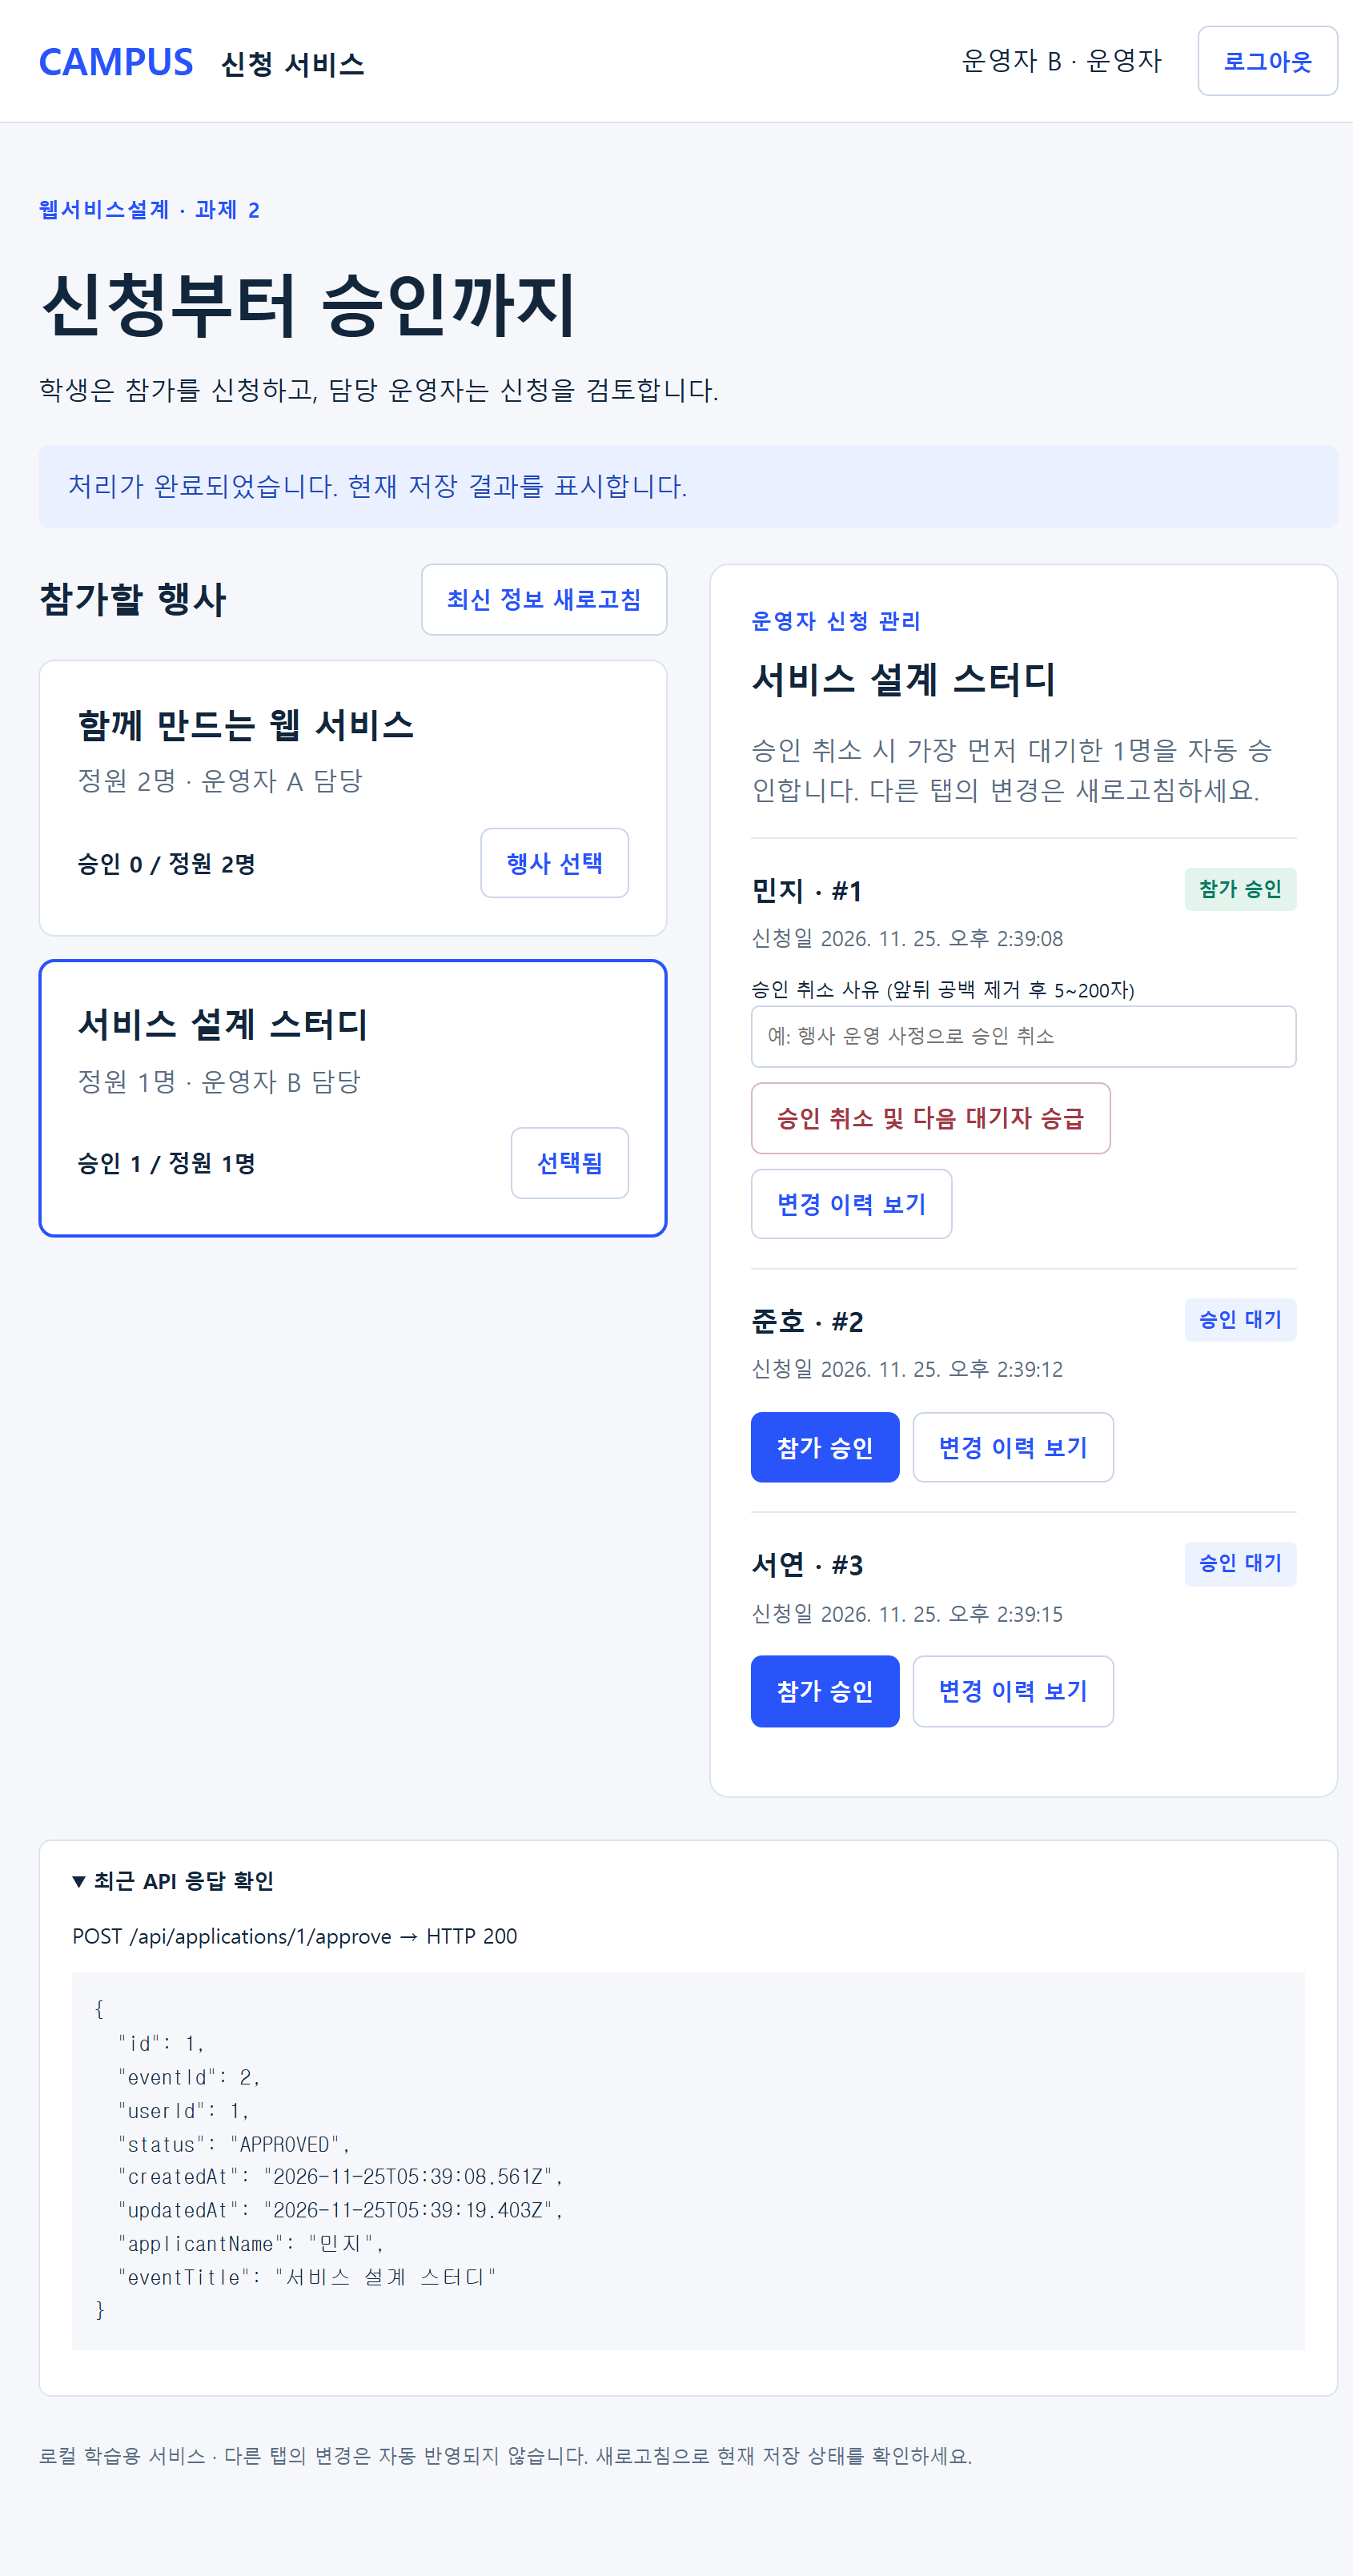 CAMPUS 신청 서비스
운영자 B · 운영자
로그아웃
웹서비스설계 · 과제 2
신청부터 승인까지
학생은 참가를 신청하고, 담당 운영자는 신청을 검토합니다.
처리가 완료되었습니다. 현재 저장 결과를 표시합니다.
참가할 행사
최신 정보 새로고침
함께 만드는 웹 서비스
정원 2명 · 운영자 A 담당
승인 0 / 정원 2명
행사 선택
서비스 설계 스터디
정원 1명 · 운영자 B 담당
승인 1 / 정원 1명
선택됨
운영자 신청 관리
서비스 설계 스터디
승인 취소 시 가장 먼저 대기한 1명을 자동 승
인합니다. 다른 탭의 변경은 새로고침하세요.
민지 · #1
참가 승인
신청일 2026. 11. 25. 오후 2:39:08
승인 취소 사유 (앞뒤 공백 제거 후 5~200자)
예: 행사 운영 사정으로 승인 취소
승인 취소 및 다음 대기자 승급
변경 이력 보기
준호 · #2
승인 대기
신청일 2026. 11. 25. 오후 2:39:12
참가 승인
변경 이력 보기
서연 · #3
승인 대기
신청일 2026. 11. 25. 오후 2:39:15
참가 승인
변경 이력 보기
▼ 최근 API 응답 확인
POST /api/applications/1/approve → HTTP 200
{
  "id": 1,
  "eventId": 2,
  "userId": 1,
  "status": "APPROVED",
  "createdAt": "2026-11-25T05:39:08.561Z",
  "updatedAt": "2026-11-25T05:39:19.403Z",
  "applicantName": "민지",
  "eventTitle": "서비스 설계 스터디"
}
로컬 학습용 서비스 · 다른 탭의 변경은 자동 반영되지 않습니다. 새로고침으로 현재 저장 상태를 확인하세요.